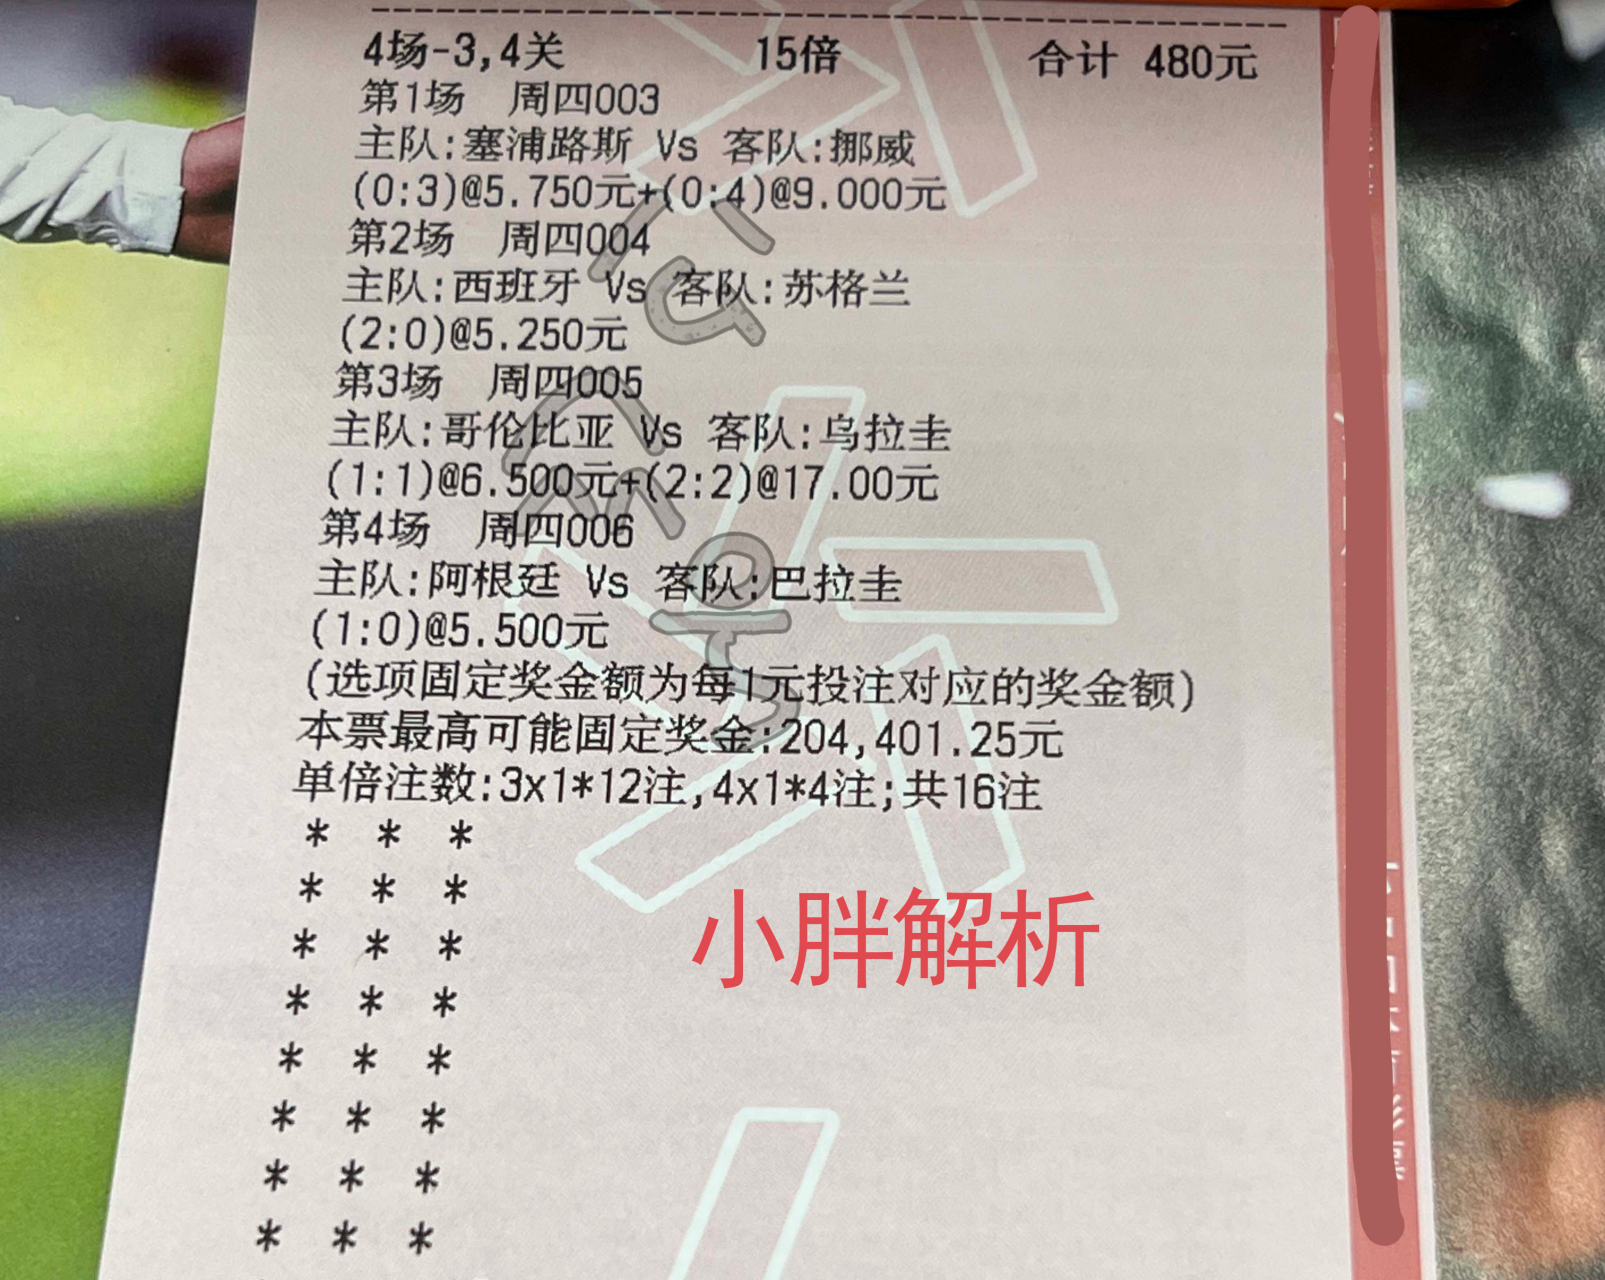 4场-3,4关 15倍 合计 480元
第1场 周四003
主队:塞浦路斯 Vs 客队:挪威
(0:3)@5.750元+(0:4)@9.000元
第2场 周四004
主队:西班牙 Vs 客队:苏格兰
(2:0)@5.250元
第3场 周四005
主队:哥伦比亚 Vs 客队:乌拉圭
(1:1)@6.500元+(2:2)@17.00元
第4场 周四006
主队:阿根廷 Vs 客队:巴拉圭
(1:0)@5.500元
(选项固定奖金额为每1元投注对应的奖金额)
本票最高可能固定奖金:204,401.25元
单倍注数:3x1*12注,4x1*4注;共16注
* * *
* * *
* * *
* * *
* * *
* * *
* * *
* * *
小胖解析